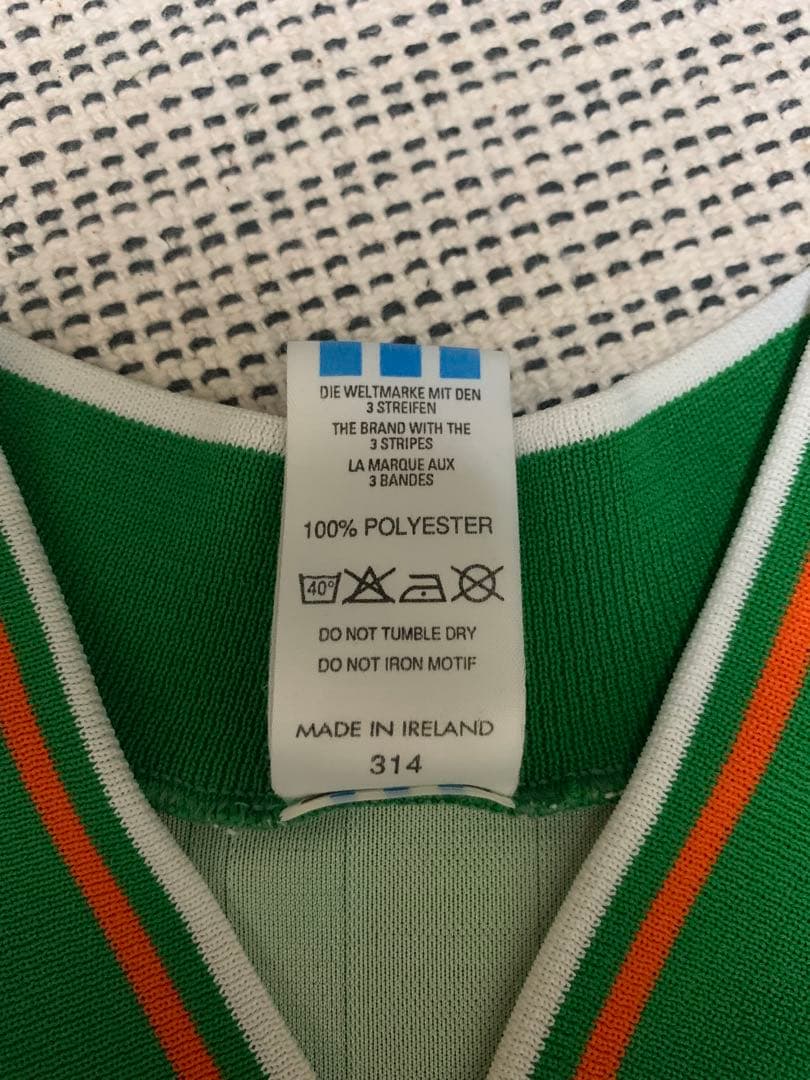 DIE WELTMARKE MIT DEN
3 STREIFEN
THE BRAND WITH THE
3 STRIPES
LA MARQUE AUX
3 BANDES
100% POLYESTER
40°
DO NOT TUMBLE DRY
DO NOT IRON MOTIF
MADE IN IRELAND
314